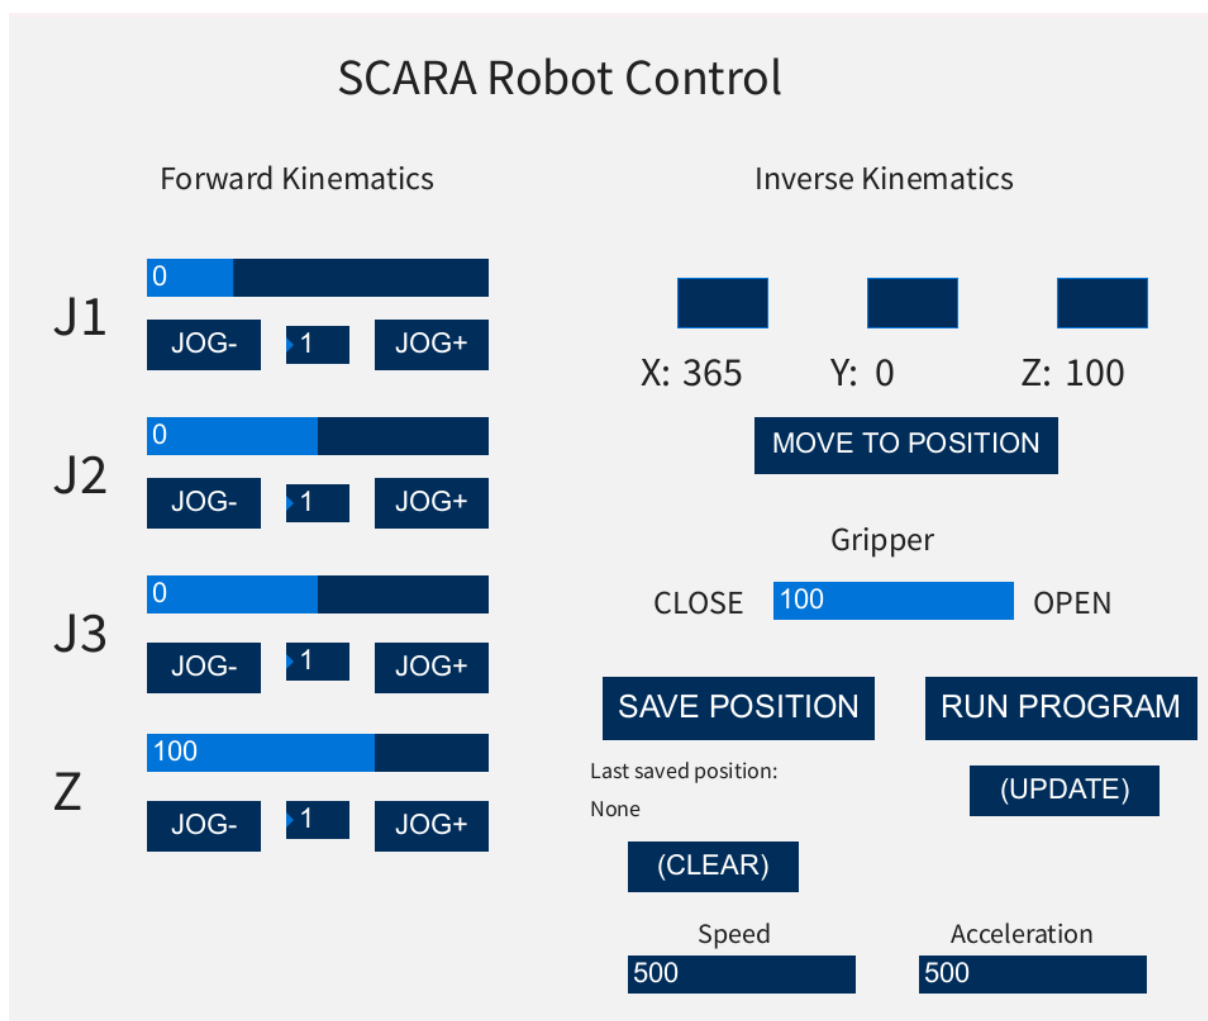 SCARA Robot Control
Forward Kinematics
J1
0
JOG- 1 JOG+
J2
0
JOG- 1 JOG+
J3
0
JOG- 1 JOG+
Z
100
JOG- 1 JOG+
Inverse Kinematics
X: 365 Y: 0 Z: 100
MOVE TO POSITION
Gripper
CLOSE 100 OPEN
SAVE POSITION RUN PROGRAM
Last saved position:
None
(UPDATE)
(CLEAR)
Speed Acceleration
500 500